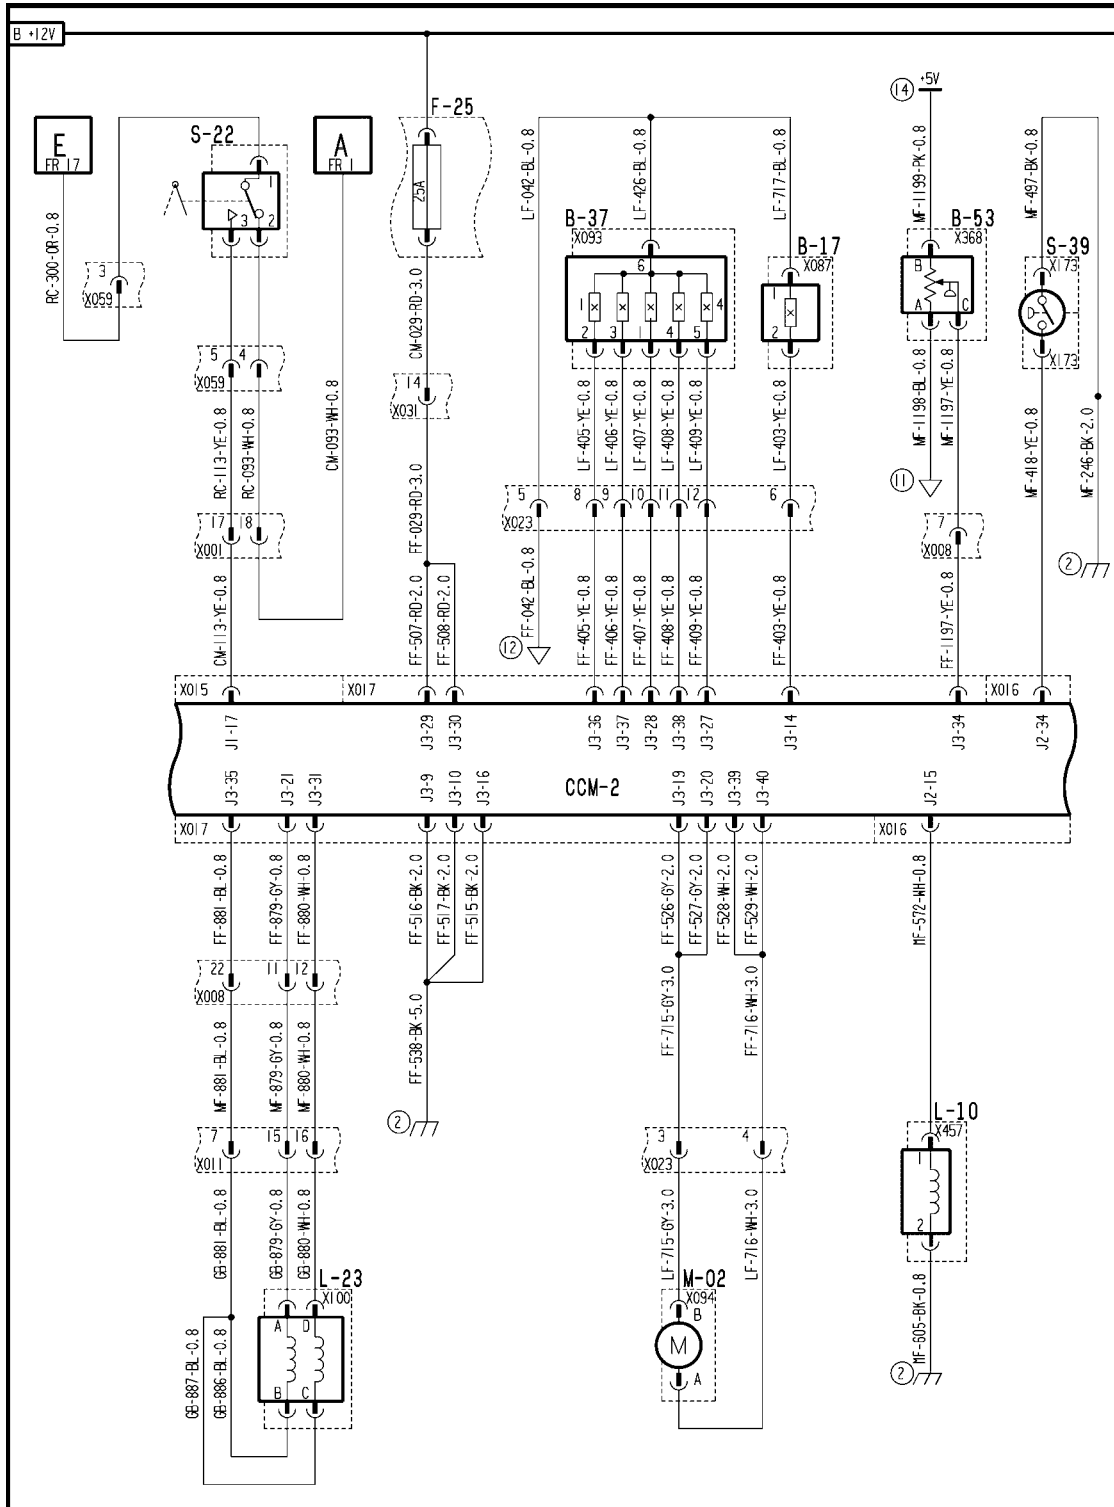 B +12V
E
FR 17
S-22
A
FR 1
F-25
25A
14
+5V
B-37
X093
B-17
X087
B-53
X368
S-39
X173
X173
1
3
2
6
1
4
2
3
1
4
5
1
2
B
A
C
RC-300-OR-0.8
3
X059
5
4
X059
CM-029-RD-3.0
14
X031
CM-093-WH-0.8
RC-113-YE-0.8
RC-093-WH-0.8
17
18
X001
CM-113-YE-0.8
FF-029-RD-3.0
FF-507-RD-2.0
FF-508-RD-2.0
LF-042-BL-0.8
LF-426-BL-0.8
LF-717-BL-0.8
MF-1199-PK-0.8
MF-497-BK-0.8
LF-405-YE-0.8
LF-406-YE-0.8
LF-407-YE-0.8
LF-408-YE-0.8
LF-409-YE-0.8
LF-403-YE-0.8
MF-1198-BL-0.8
MF-1197-YE-0.8
MF-418-YE-0.8
MF-246-BK-2.0
5
8
9
10
11
12
6
X023
11
7
X008
2
12
FF-042-BL-0.8
FF-405-YE-0.8
FF-406-YE-0.8
FF-407-YE-0.8
FF-408-YE-0.8
FF-409-YE-0.8
FF-403-YE-0.8
FF-1197-YE-0.8
X015
X017
X016
J1-17
J3-29
J3-30
J3-36
J3-37
J3-28
J3-38
J3-27
J3-14
J3-34
J2-34
CCM-2
J3-35
J3-21
J3-31
J3-9
J3-10
J3-16
J3-19
J3-20
J3-39
J3-40
J2-15
X017
X016
FF-881-BL-0.8
FF-879-GY-0.8
FF-880-WH-0.8
FF-516-BK-2.0
FF-517-BK-2.0
FF-515-BK-2.0
FF-526-GY-2.0
FF-527-GY-2.0
FF-528-WH-2.0
FF-529-WH-2.0
MF-572-WH-0.8
22
11
12
X008
MF-881-BL-0.8
MF-879-GY-0.8
MF-880-WH-0.8
FF-538-BK-5.0
FF-715-GY-3.0
FF-716-WH-3.0
2
7
15
16
X011
3
4
X023
L-10
X457
1
2
GB-881-BL-0.8
GB-879-GY-0.8
GB-880-WH-0.8
LF-715-GY-3.0
LF-716-WH-3.0
L-23
X100
A
D
B
C
M-02
X094
B
M
A
GB-887-BL-0.8
GB-886-BL-0.8
MF-605-BK-0.8
2